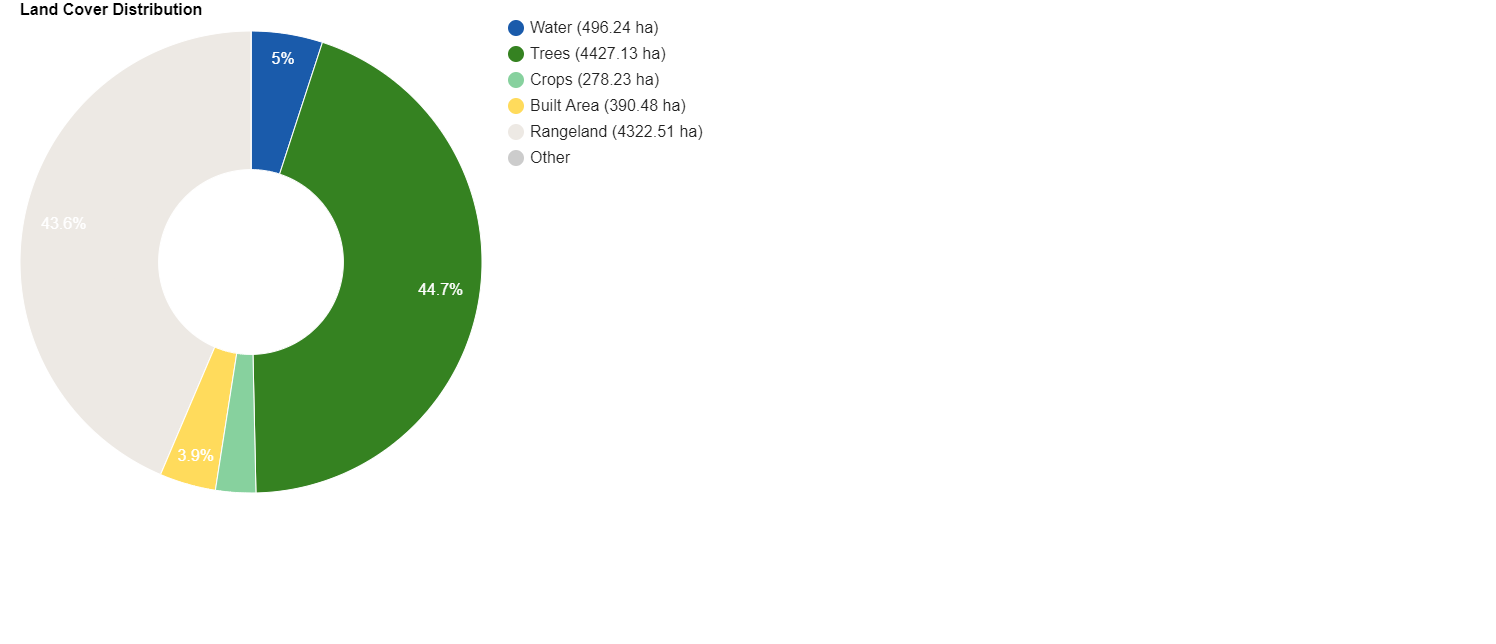 Land Cover Distribution
Water (496.24 ha)
Trees (4427.13 ha)
Crops (278.23 ha)
Built Area (390.48 ha)
Rangeland (4322.51 ha)
Other
5%
43.6%
44.7%
3.9%